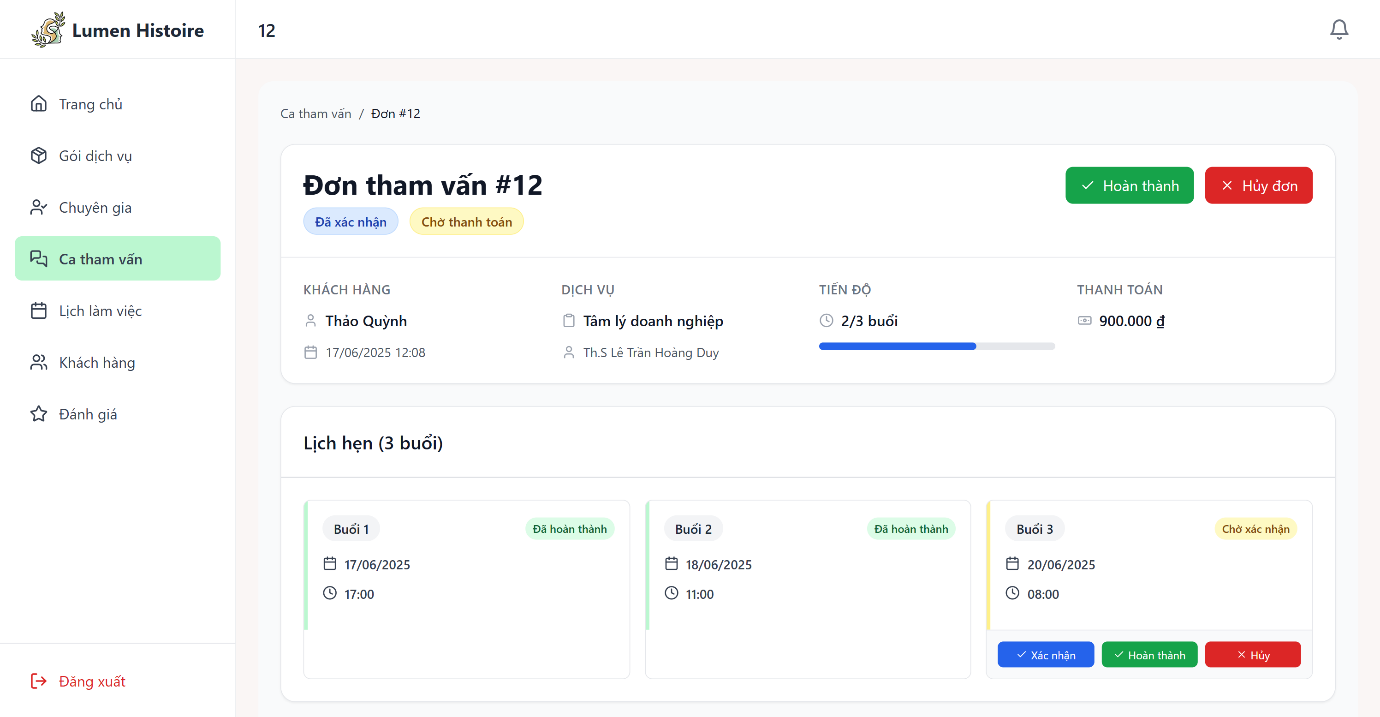 Lumen Histoire
12
Trang chủ
Gói dịch vụ
Chuyên gia
Ca tham vấn
Lịch làm việc
Khách hàng
Đánh giá
Đăng xuất
Ca tham vấn / Đơn #12
Đơn tham vấn #12
Hoàn thành
Hủy đơn
Đã xác nhận
Chờ thanh toán
KHÁCH HÀNG
Thảo Quỳnh
17/06/2025 12:08
DỊCH VỤ
Tâm lý doanh nghiệp
Th.S Lê Trần Hoàng Duy
TIẾN ĐỘ
2/3 buổi
THANH TOÁN
900.000 ₫
Lịch hẹn (3 buổi)
Buổi 1
Đã hoàn thành
17/06/2025
17:00
Buổi 2
Đã hoàn thành
18/06/2025
11:00
Buổi 3
Chờ xác nhận
20/06/2025
08:00
Xác nhận
Hoàn thành
Hủy